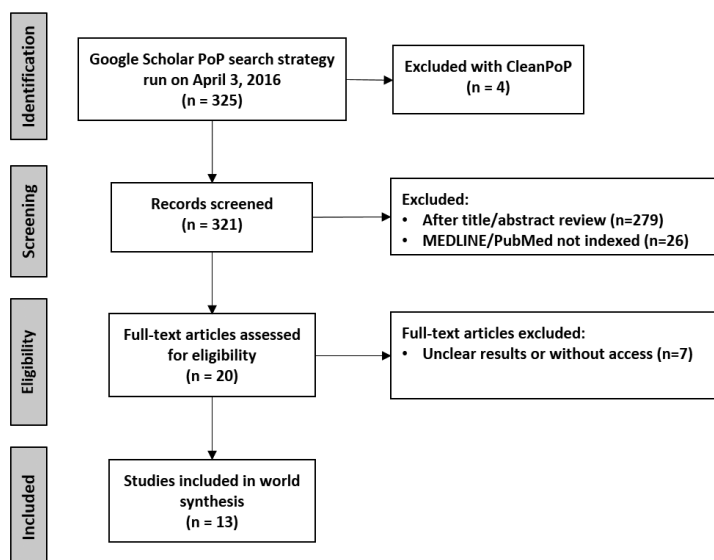 Identification
Google Scholar PoP search strategy
run on April 3, 2016
(n = 325)
Excluded with CleanPoP
(n = 4)
Screening
Records screened
(n = 321)
Excluded:
• After title/abstract review (n=279)
• MEDLINE/PubMed not indexed (n=26)
Eligibility
Full-text articles assessed
for eligibility
(n = 20)
Full-text articles excluded:
• Unclear results or without access (n=7)
Included
Studies included in world
synthesis
(n = 13)